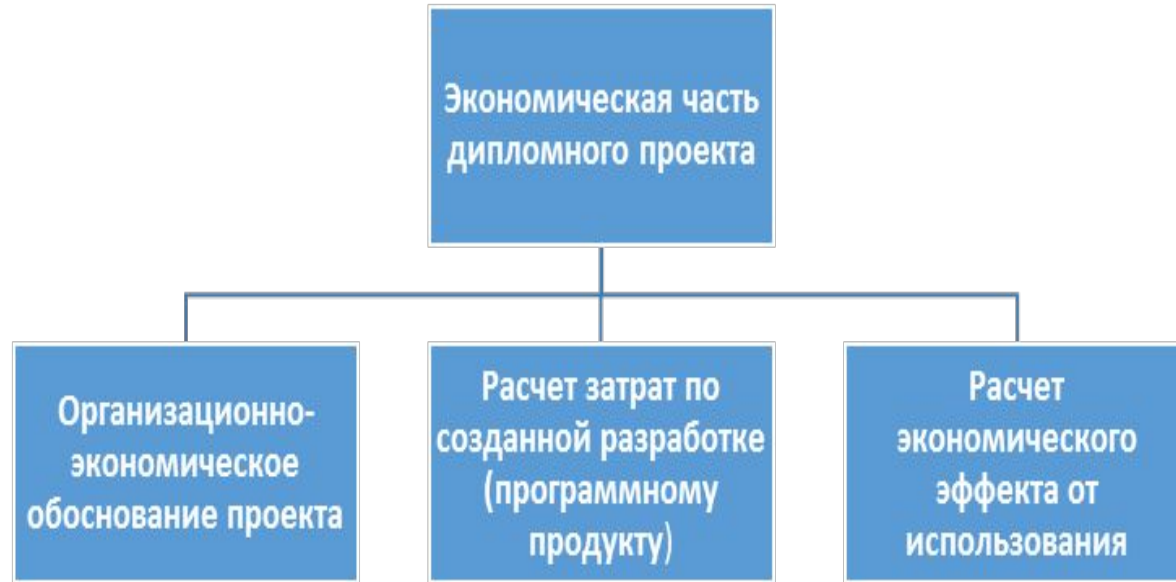 Экономическая часть
дипломного проекта
Организационно-
экономическое
обоснование проекта
Расчет затрат по
созданной разработке
(программному
продукту)
Расчет
экономического
эффекта от
использования